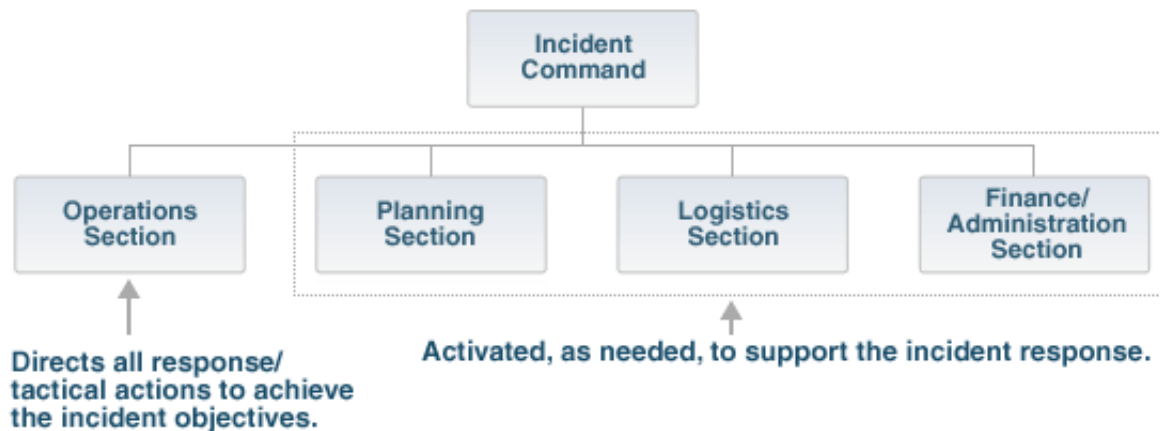 Incident
Command
Operations
Section
Planning
Section
Logistics
Section
Finance/
Administration
Section
Directs all response/
tactical actions to achieve
the incident objectives.
Activated, as needed, to support the incident response.